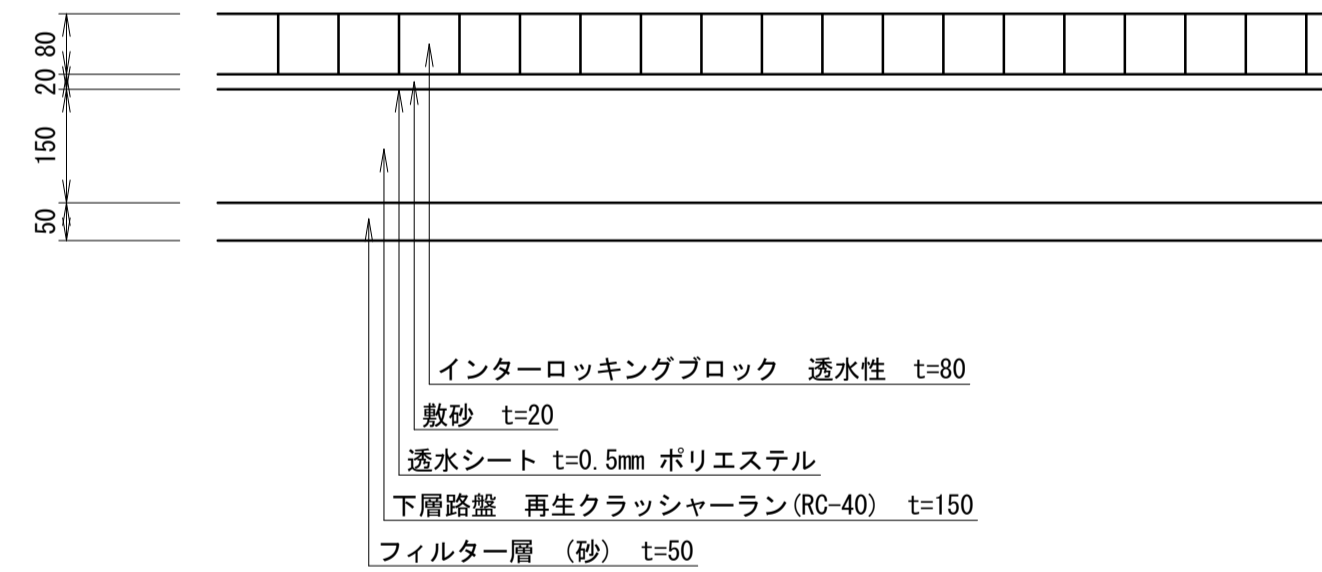 80
20
150
50
インターロッキングブロック　透水性　t=80
敷砂　t=20
透水シート t=0.5mm ポリエステル
下層路盤　再生クラッシャーラン(RC-40)　t=150
フィルター層　(砂)　t=50